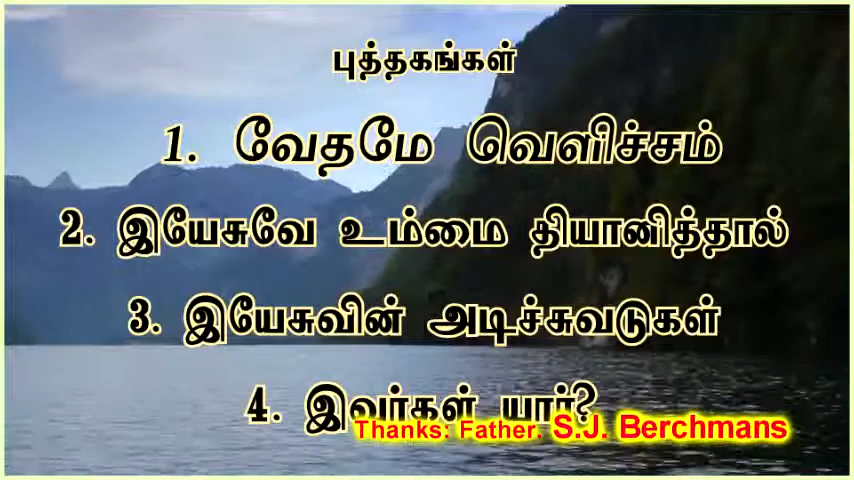 புத்தகங்கள்
1. வேதமே வெளிச்சம்
2. இயேசுவே உம்மை தியானித்தால்
3. இயேசுவின் அடிச்சுவடுகள்
4. இவர்கள் யார்?
Thanks: Father. S.J. Berchmans